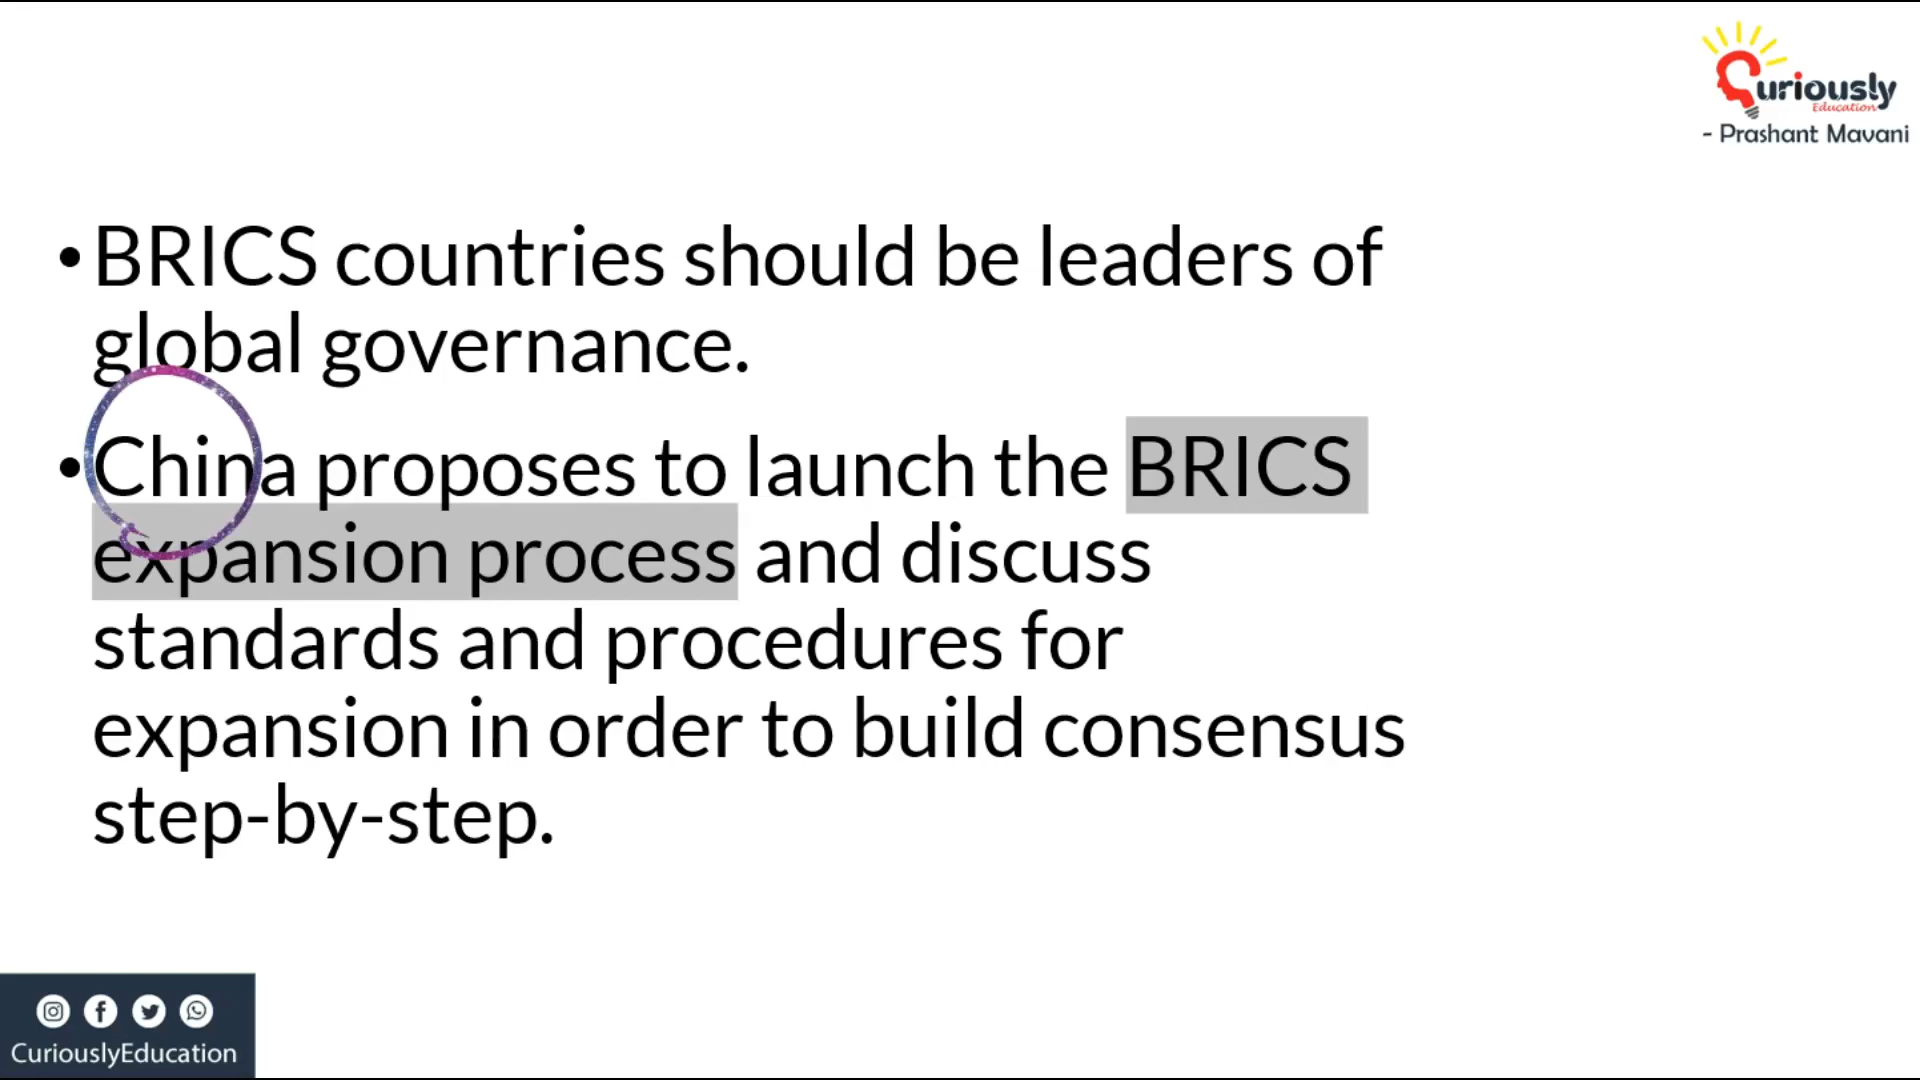 Curiously
Education
- Prashant Mavani
• BRICS countries should be leaders of
global governance.
• China proposes to launch the BRICS
expansion process and discuss
standards and procedures for
expansion in order to build consensus
step-by-step.
CuriouslyEducation